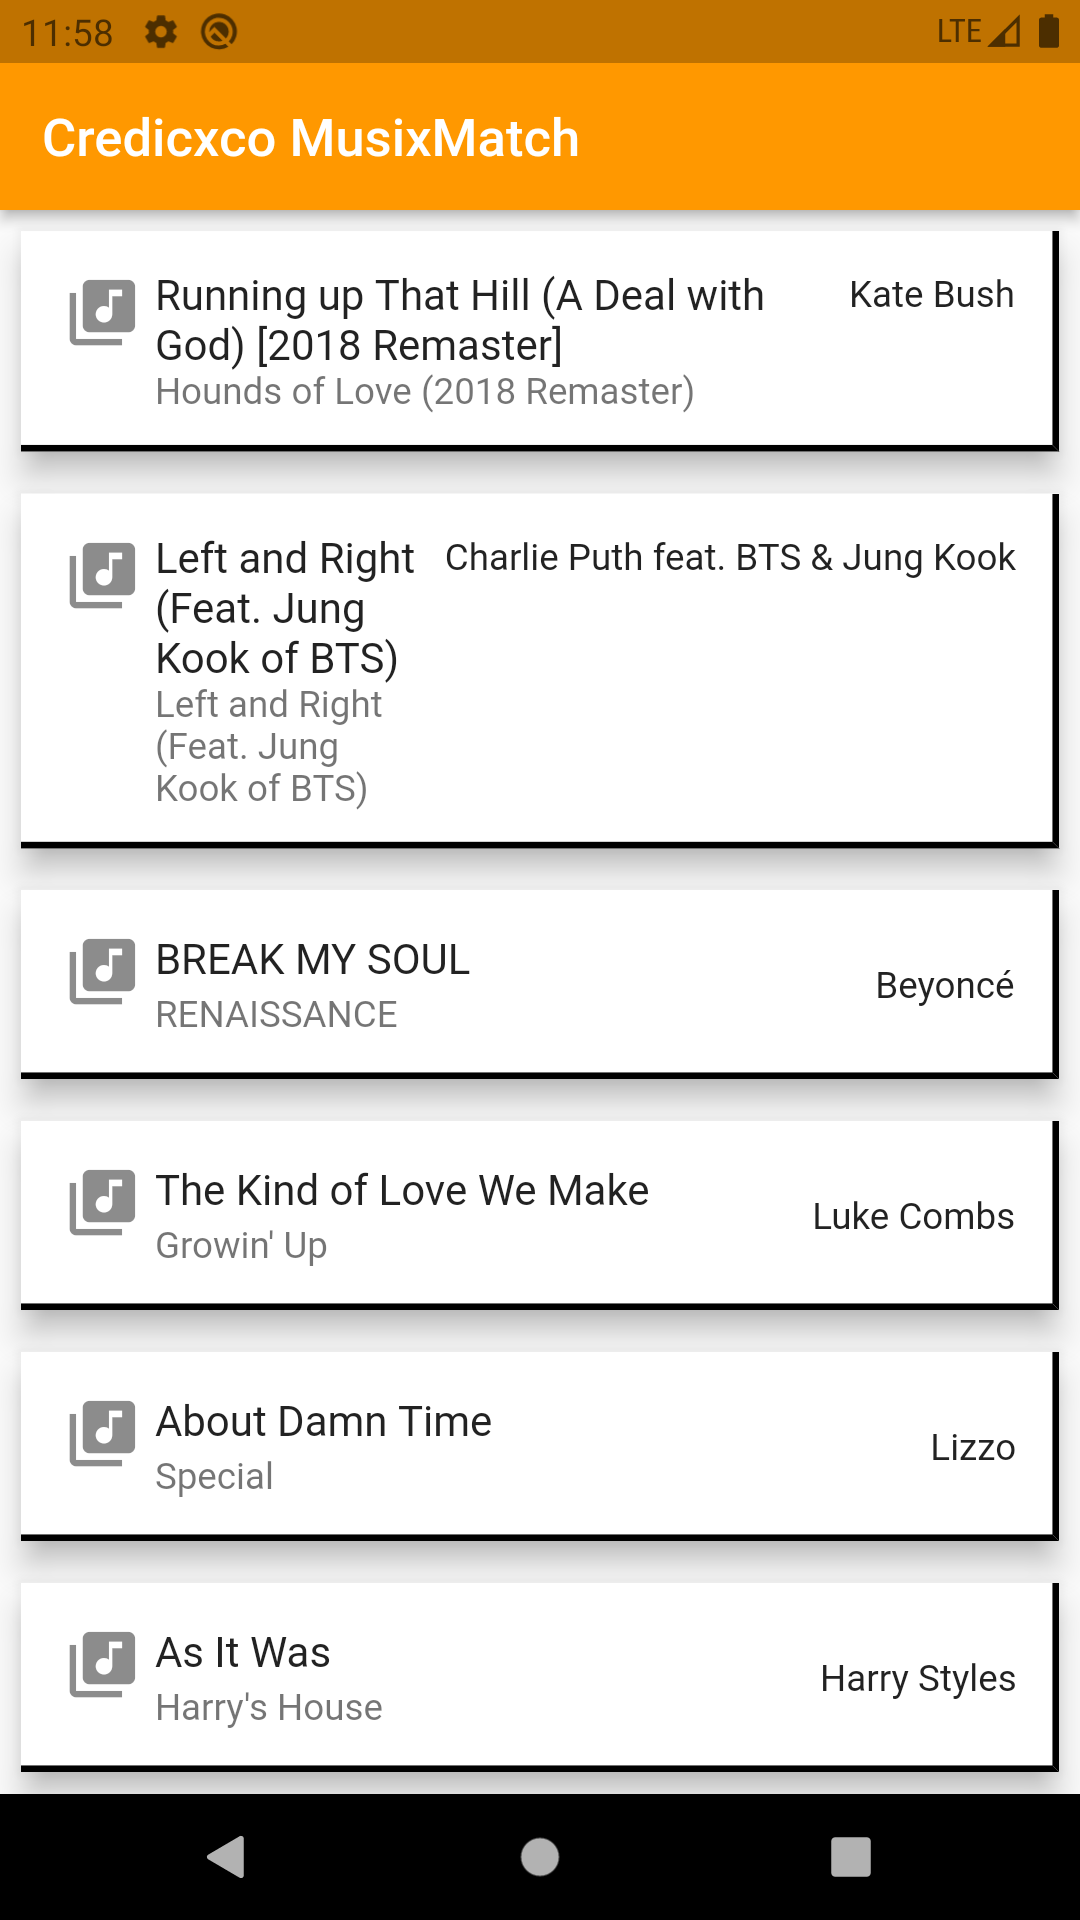 11:58
LTE
Credicxco MusixMatch
Running up That Hill (A Deal with
God) [2018 Remaster]
Hounds of Love (2018 Remaster)
Kate Bush
Left and Right
(Feat. Jung
Kook of BTS)
Left and Right
(Feat. Jung
Kook of BTS)
Charlie Puth feat. BTS & Jung Kook
BREAK MY SOUL
RENAISSANCE
Beyoncé
The Kind of Love We Make
Growin' Up
Luke Combs
About Damn Time
Special
Lizzo
As It Was
Harry's House
Harry Styles